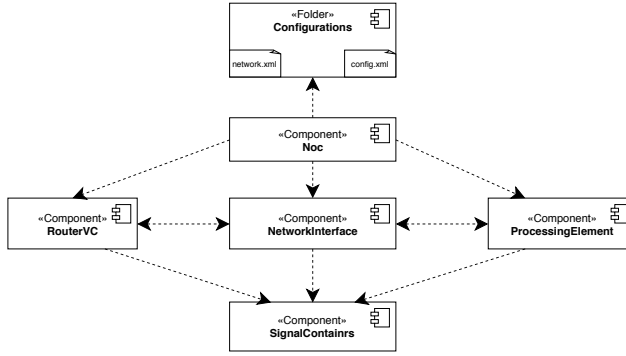 «Folder»
Configurations
network.xml
config.xml
«Component»
Noc
«Component»
RouterVC
«Component»
NetworkInterface
«Component»
ProcessingElement
«Component»
SignalContainrs